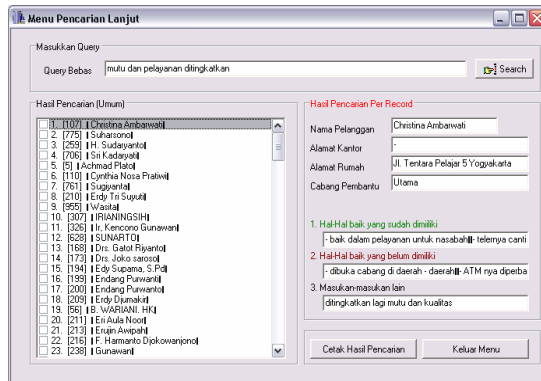 Menu Pencarian Lanjut
Masukkan Query
Query Bebas
mutu dan pelayanan ditingkatkan
Search
Hasil Pencarian (Umum)
1. [107] | Christina Ambarwati|
2. [775] | Suharsono|
3. [259] | H. Sudaryanto|
4. [706] | Sri Kadaryati|
5. [5] | Achmad Plato|
6. [110] | Cynthia Nosa Pratiwi|
7. [761] | Sugiyanta|
8. [210] | Erdy Tri Suyuti|
9. [955] | Wasita|
10. [307] | IRIANINGSIH|
11. [326] | Ir, Kencono Gunawan|
12. [628] | SUNARTO|
13. [168] | Drs. Gatot Riyanto|
14. [173] | Drs. Joko saroso|
15. [194] | Edy Supama, S.Pd|
16. [199] | Endang Purwanti|
17. [200] | Endang Purwanto|
18. [209] | Erdy Djumakir|
19. [56] | B. WARIANI. HK|
20. [211] | Eri Aula Noor|
21. [213] | Erujin Awipah|
22. [216] | F. Harmanto Djokowanjono|
23. [238] | Gunawan|
Hasil Pencarian Per Record
Nama Pelanggan
Christina Ambarwati
Alamat Kantor
-
Alamat Rumah
Jl. Tentara Pelajar 5 Yogyakarta
Cabang Pembantu
Utama
1. Hal-Hal baik yang sudah dimiliki
- baik dalam pelayanan untuk nasabah||- telernya canti
2. Hal-Hal baik yang belum dimiliki
- dibuka cabang di daerah - daerah||- ATM nya diperba
3. Masukan-masukan lain
ditingkatkan lagi mutu dan kualitas
Cetak Hasil Pencarian
Keluar Menu